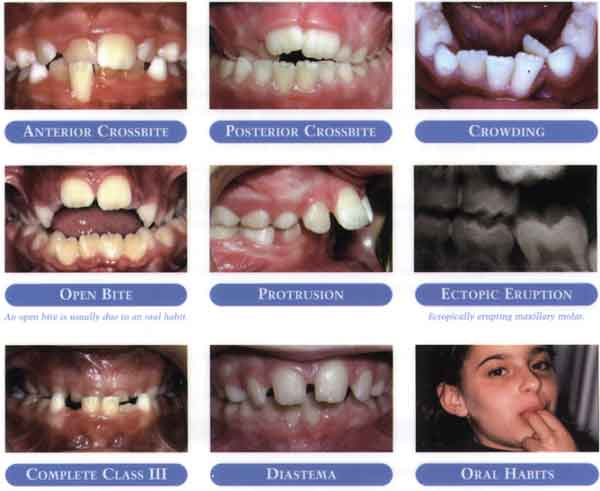 ANTERIOR CROSSBITE
POSTERIOR CROSSBITE
CROWDING
OPEN BITE
PROTRUSION
ECTOPIC ERUPTION
An open bite is usually due to an oral habit.
Ectopically erupting maxillery molar.
COMPLETE CLASS III
DIASTEMA
ORAL HABITS